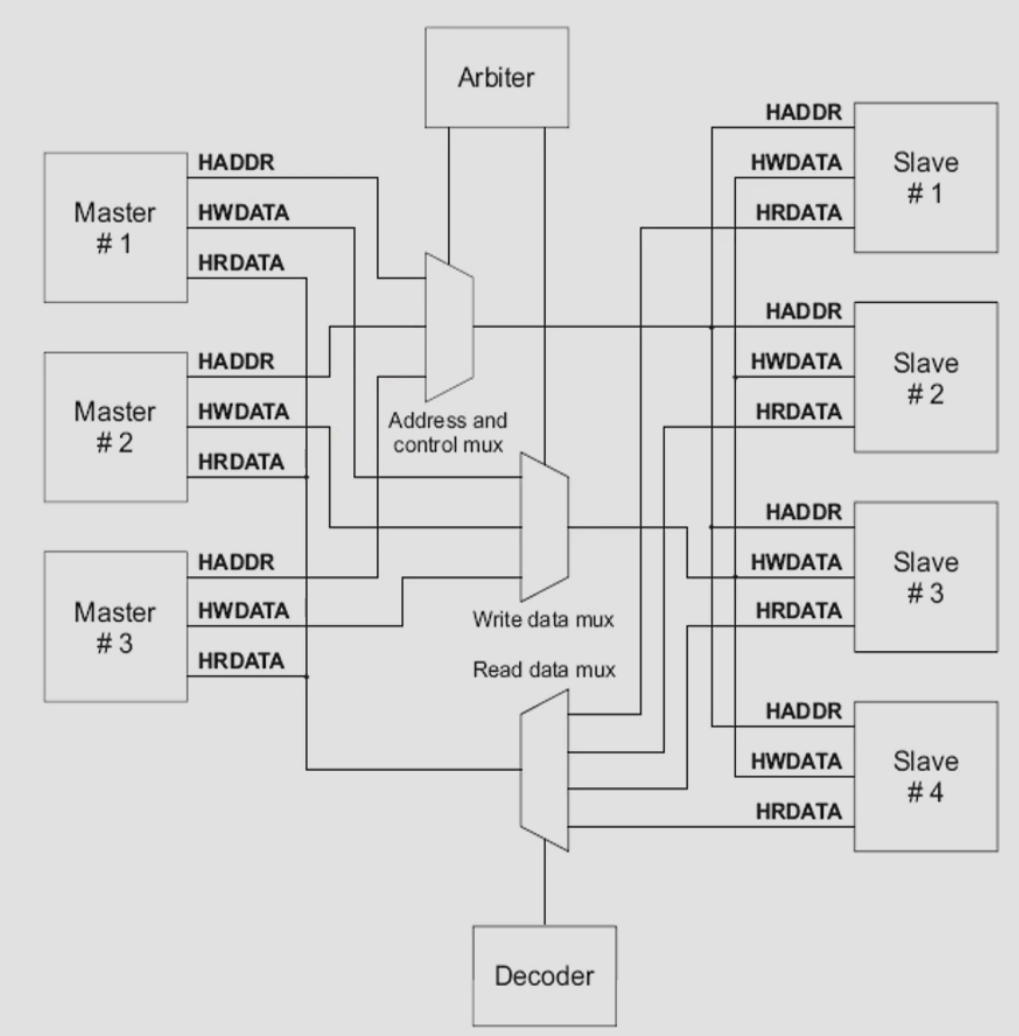 Arbiter
HADDR
HWDATA
HRDATA
Master
# 1
HADDR
HWDATA
HRDATA
Master
# 2
HADDR
HWDATA
HRDATA
Master
# 3
Address and
control mux
Write data mux
Read data mux
HADDR
HWDATA
HRDATA
Slave
# 1
HADDR
HWDATA
HRDATA
Slave
# 2
HADDR
HWDATA
HRDATA
Slave
# 3
HADDR
HWDATA
HRDATA
Slave
# 4
Decoder